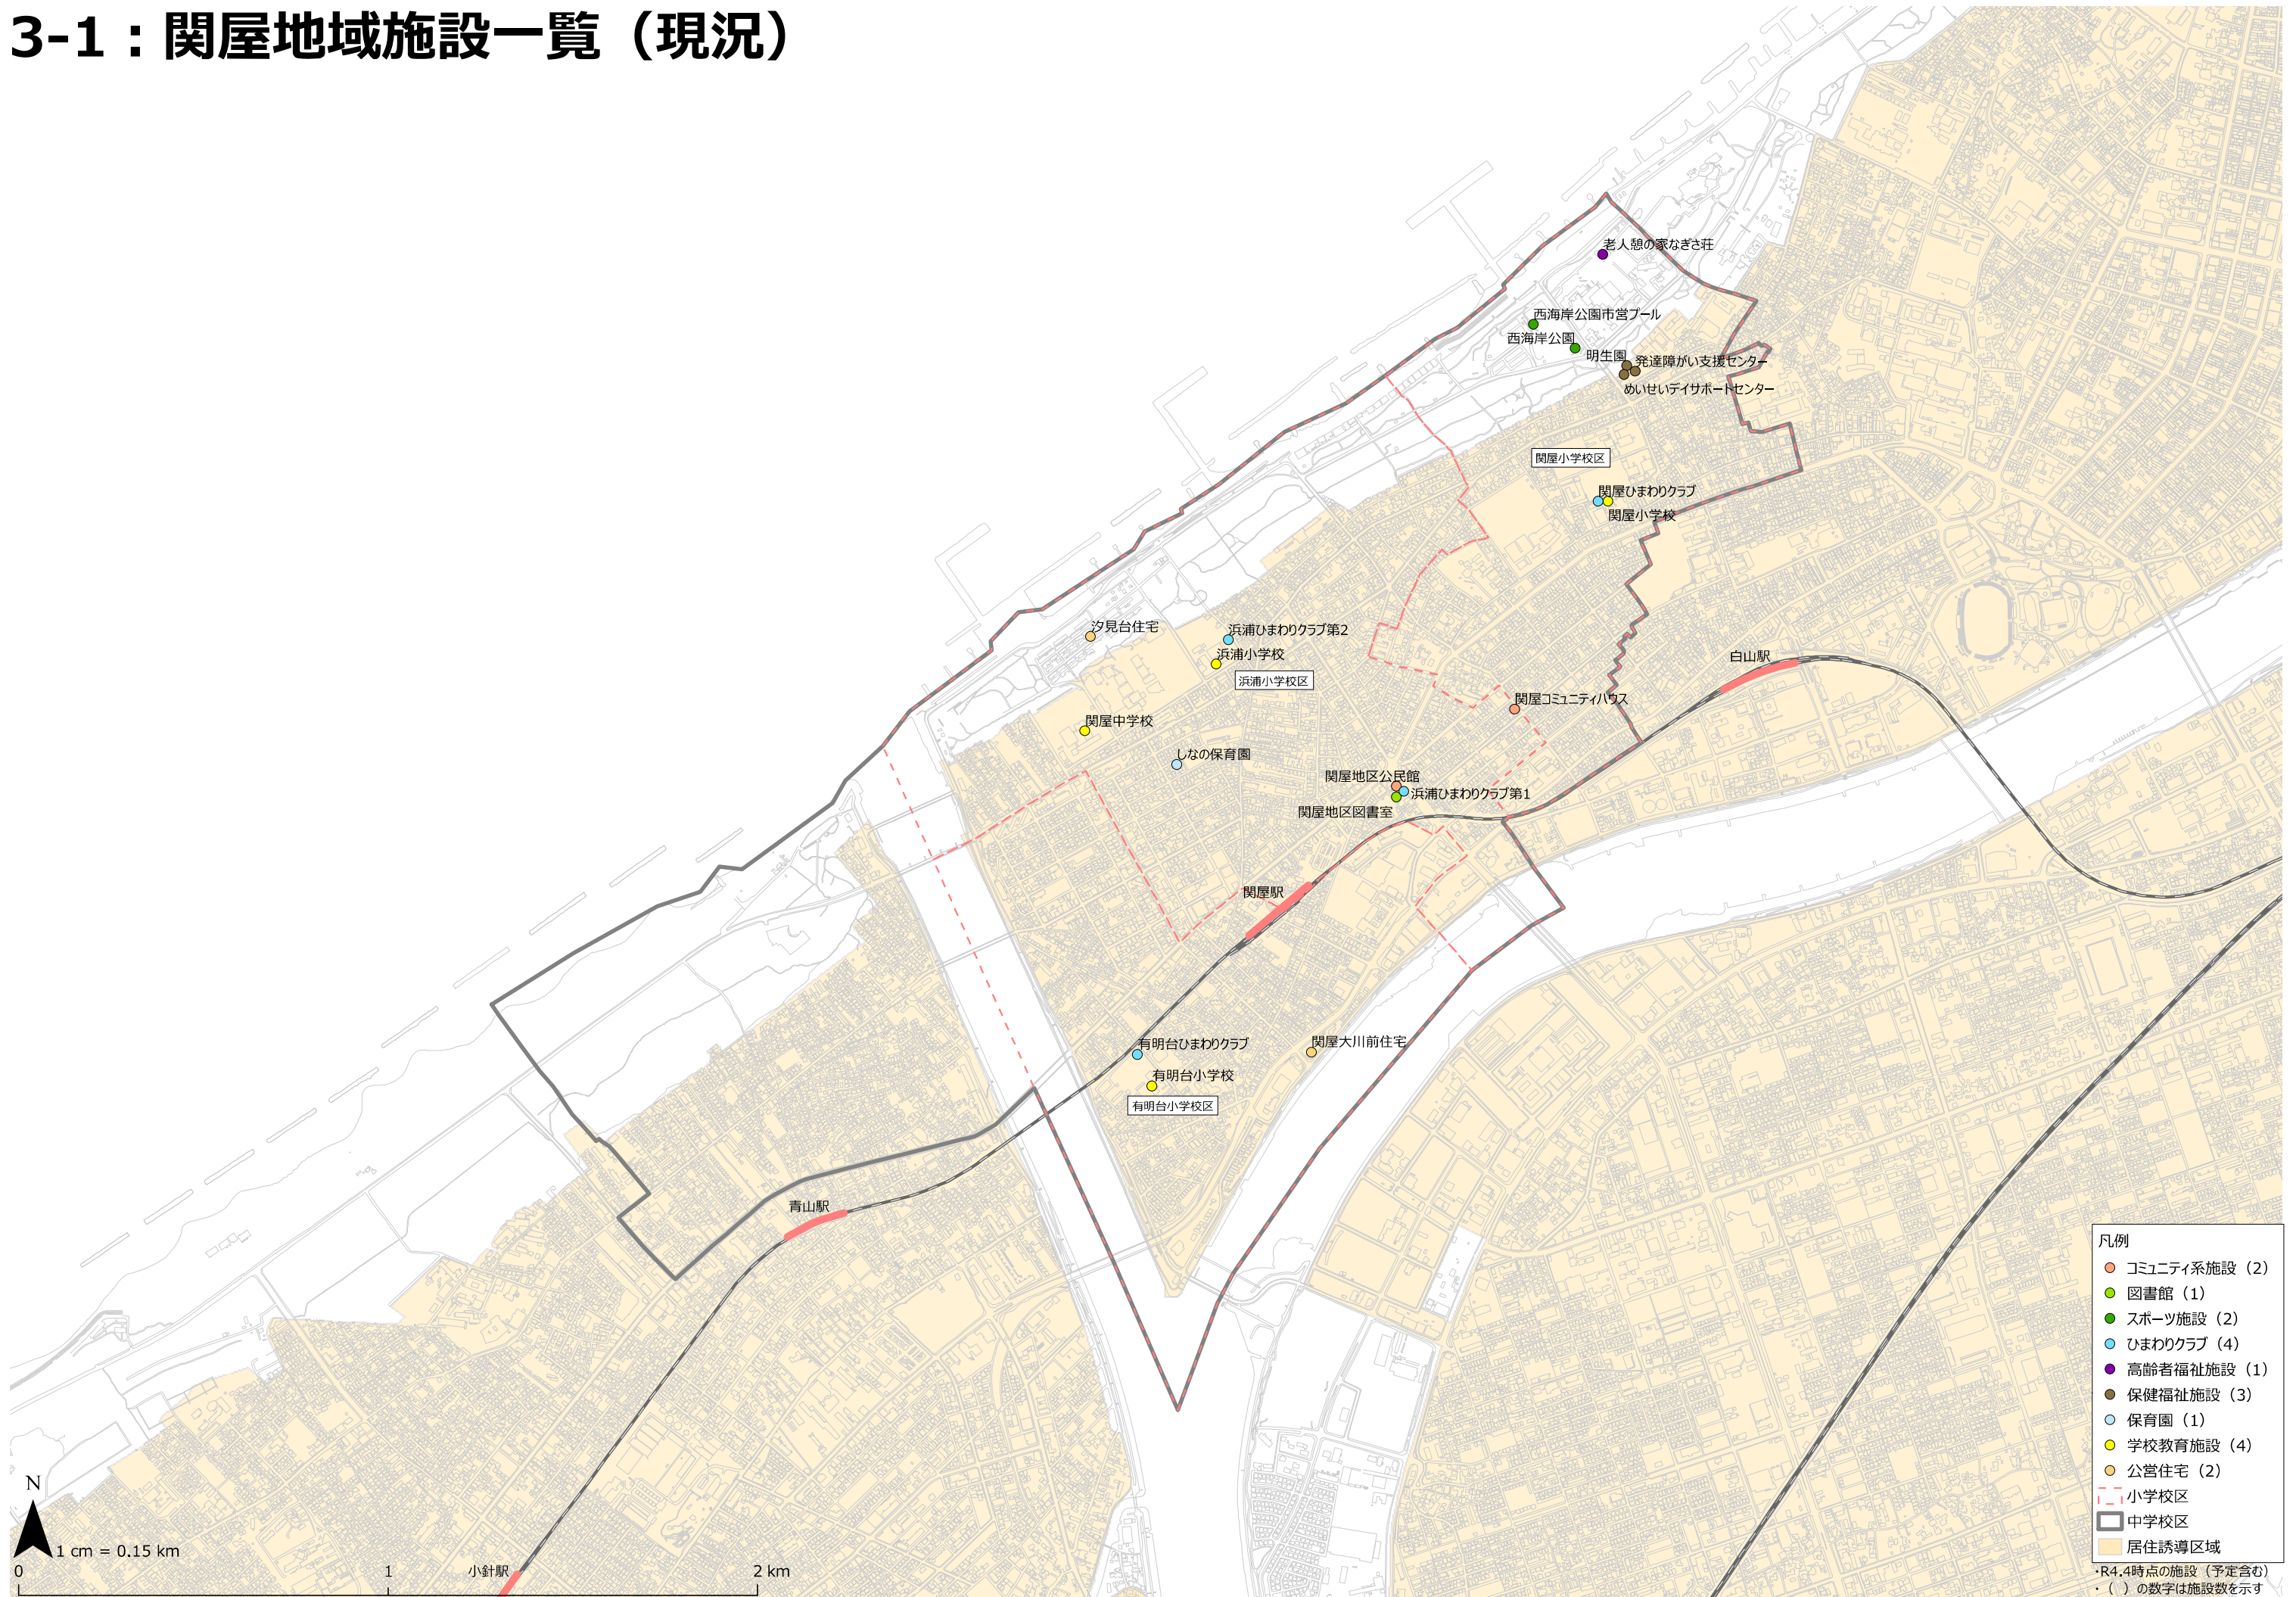 3-1：関屋地域施設一覧（現況）
老人憩の家なぎさ荘
西海岸公園市営プール
西海岸公園
明生園
発達障がい支援センター
めいせいデイサポートセンター
関屋小学校区
関屋ひまわりクラブ
関屋小学校
汐見台住宅
浜浦ひまわりクラブ第2
浜浦小学校
浜浦小学校区
白山駅
関屋コミュニティハウス
関屋中学校
しなの保育園
関屋地区公民館
浜浦ひまわりクラブ第1
関屋地区図書室
関屋駅
有明台ひまわりクラブ
関屋大川前住宅
有明台小学校
有明台小学校区
青山駅
小針駅
N
1 cm = 0.15 km
0 1 2 km
凡例
コミュニティ系施設（2）
図書館（1）
スポーツ施設（2）
ひまわりクラブ（4）
高齢者福祉施設（1）
保健福祉施設（3）
保育園（1）
学校教育施設（4）
公営住宅（2）
小学校区
中学校区
居住誘導区域
・R4.4時点の施設（予定含む）
・（ ）の数字は施設数を示す